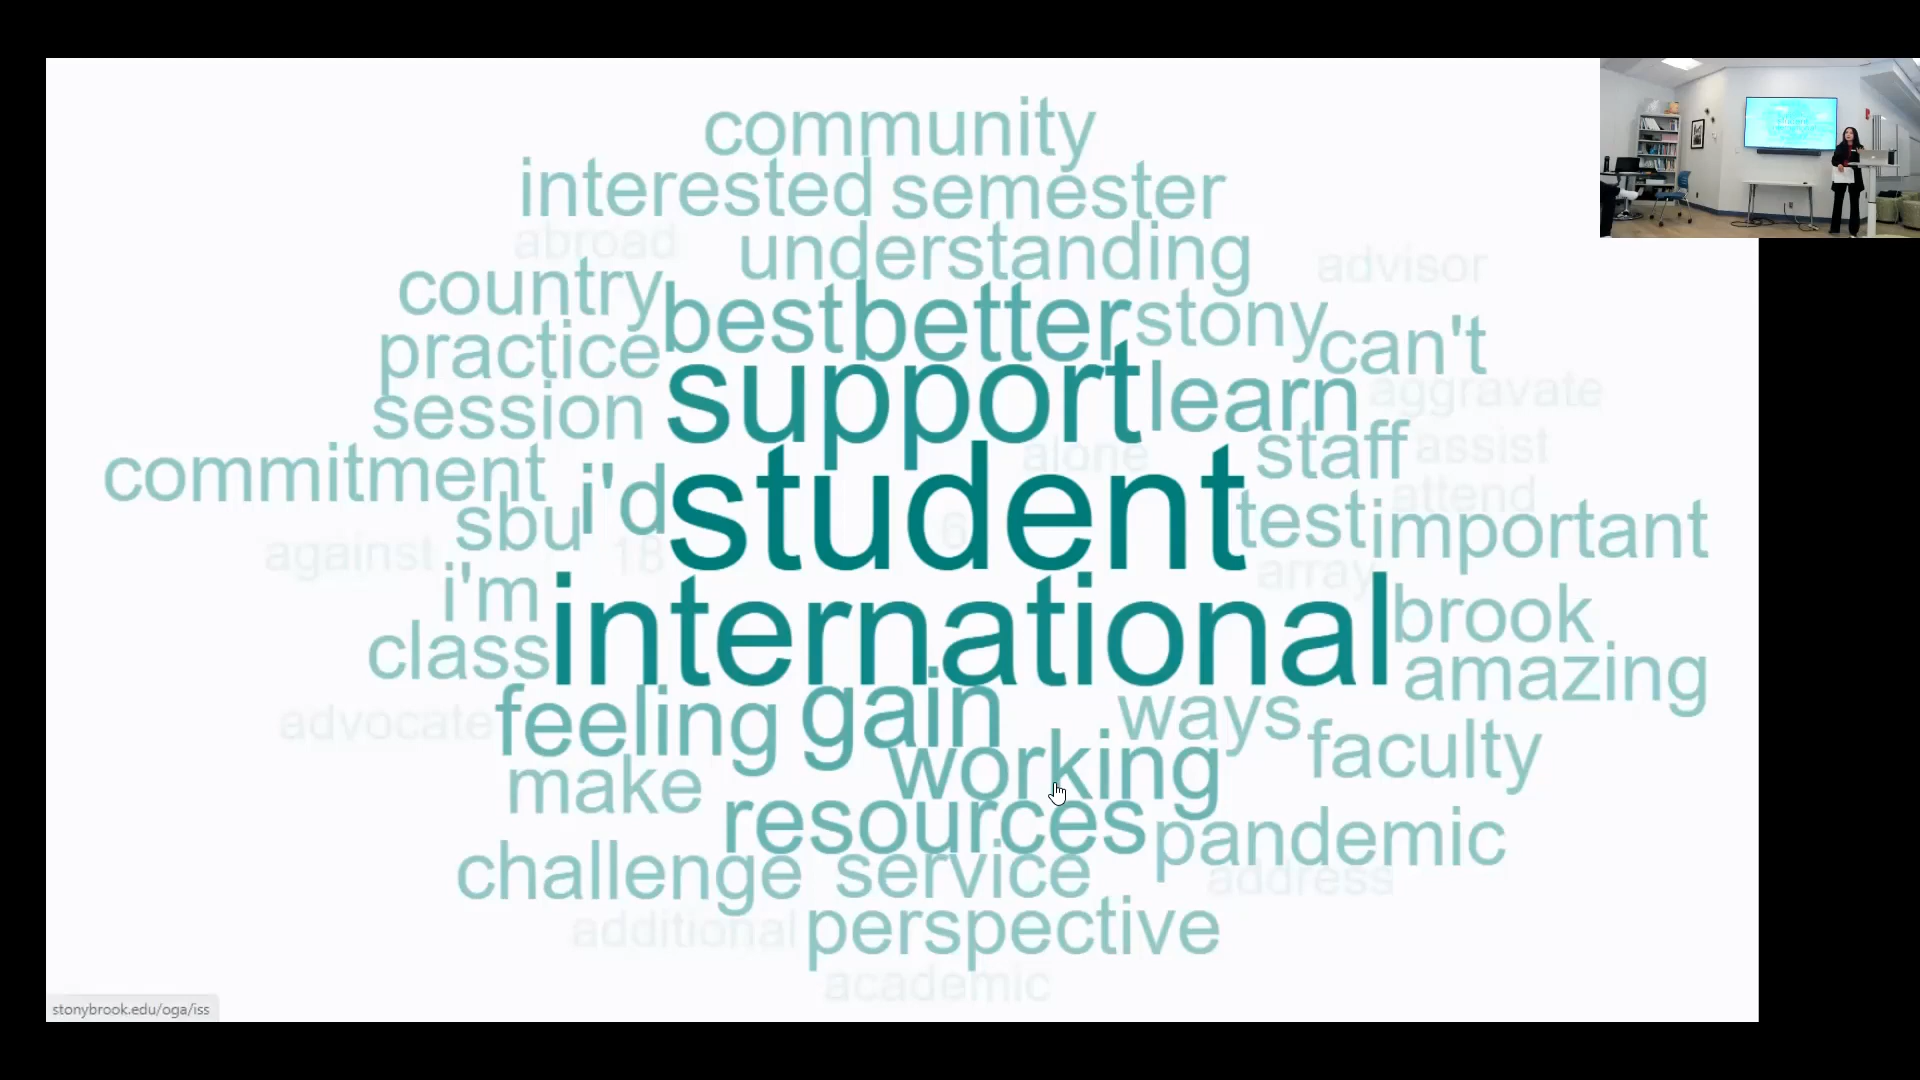 community
interested semester
abroad understanding advisor
country best better stony can't
practice support learn aggravate
session alone staff assist
commitment i'd student attend
sbu 6 test important
against 18 array
i'm international brook
class amazing
advocate feeling gain ways
working faculty
make resources pandemic
challenge service address
additional perspective
academic
stonybrook.edu/oga/iss